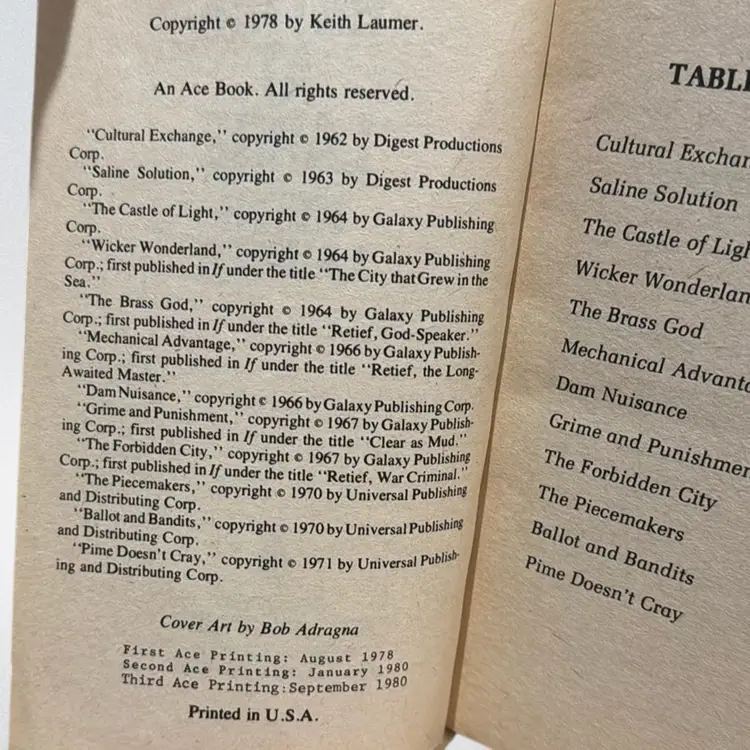 Copyright © 1978 by Keith Laumer.
An Ace Book. All rights reserved.
"Cultural Exchange," copyright © 1962 by Digest Productions
Corp.
"Saline Solution," copyright © 1963 by Digest Productions
Corp.
"The Castle of Light," copyright © 1964 by Galaxy Publishing
Corp.
"Wicker Wonderland," copyright © 1964 by Galaxy Publishing
Corp.; first published in If under the title "The City that Grew in the
Sea."
"The Brass God," copyright © 1964 by Galaxy Publishing
Corp.; first published in If under the title "Retief, God-Speaker."
"Mechanical Advantage," copyright © 1966 by Galaxy Publish-
ing Corp.; first published in If under the title "Retief, the Long-
Awaited Master."
"Dam Nuisance," copyright © 1966 by Galaxy Publishing Corp.
"Grime and Punishment," copyright © 1967 by Galaxy Publish-
ing Corp.; first published in If under the title "Clear as Mud."
"The Forbidden City," copyright © 1967 by Galaxy Publishing
Corp.; first published in If under the title "Retief, War Criminal."
"The Piecemakers," copyright © 1970 by Universal Publishing
and Distributing Corp.
"Ballot and Bandits," copyright © 1970 by Universal Publishing
and Distributing Corp.
"Pime Doesn't Cray," copyright © 1971 by Universal Publish-
ing and Distributing Corp.
Cover Art by Bob Adragna
First Ace Printing: August 1978
Second Ace Printing: January 1980
Third Ace Printing: September 1980
Printed in U.S.A.
TABLE
Cultural Exchan
Saline Solution
The Castle of Ligh
Wicker Wonderlan
The Brass God
Mechanical Advanta
Dam Nuisance
Grime and Punishmen
The Forbidden City
The Piecemakers
Ballot and Bandits
Pime Doesn't Cray